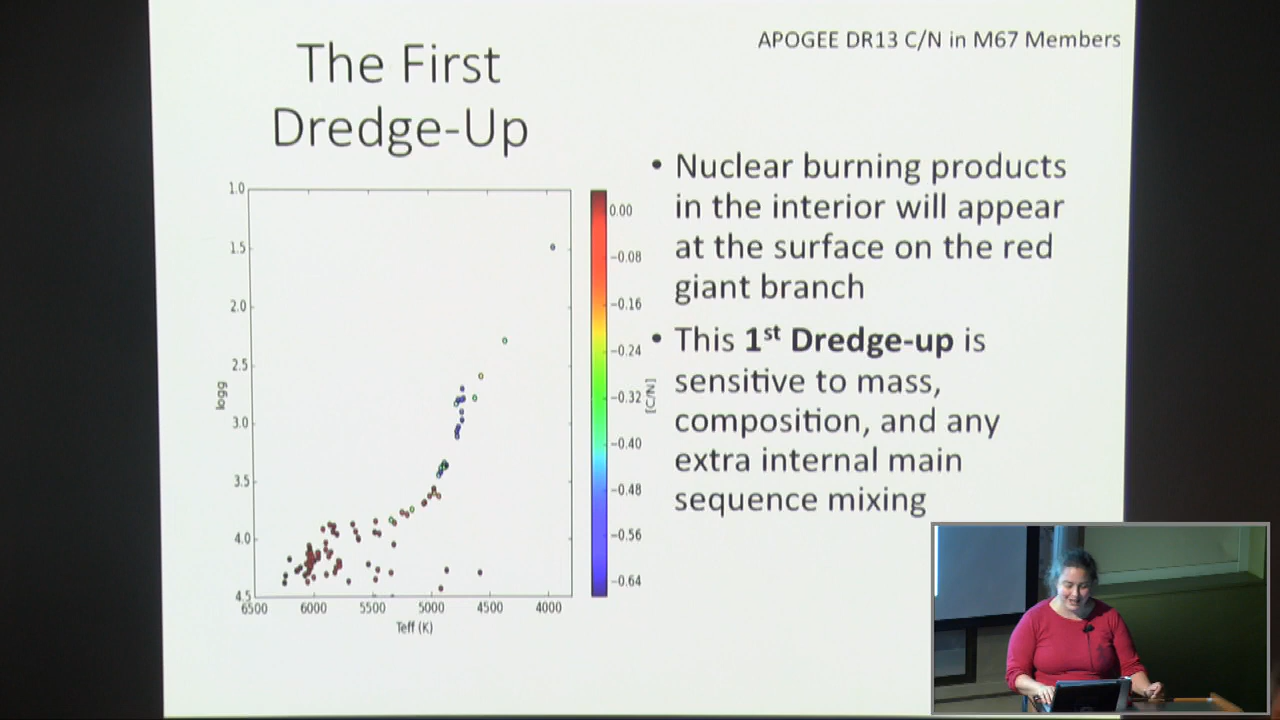 The First
Dredge-Up
APOGEE DR13 C/N in M67 Members
• Nuclear burning products
in the interior will appear
at the surface on the red
giant branch
• This 1st Dredge-up is
sensitive to mass,
composition, and any
extra internal main
sequence mixing
1.0
1.5
2.0
2.5
3.0
3.5
4.0
4.5
logg
6500 6000 5500 5000 4500 4000
Teff (K)
0.00
−0.08
−0.16
−0.24
−0.32
−0.40
−0.48
−0.56
−0.64
[C/N]